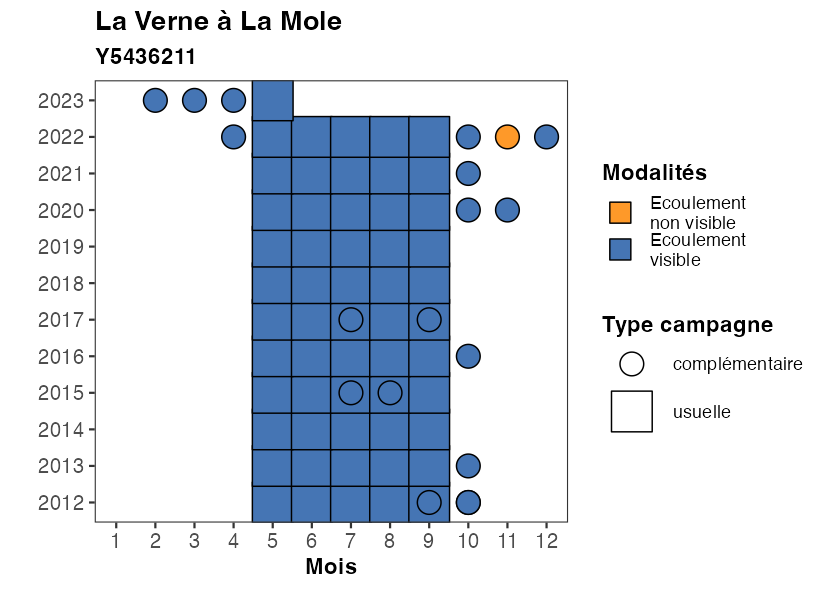 La Verne à La Mole
Y5436211
2023
2022
2021
2020
2019
2018
2017
2016
2015
2014
2013
2012
1 2 3 4 5 6 7 8 9 10 11 12
Mois
Modalités
Ecoulement
non visible
Ecoulement
visible
Type campagne
complémentaire
usuelle